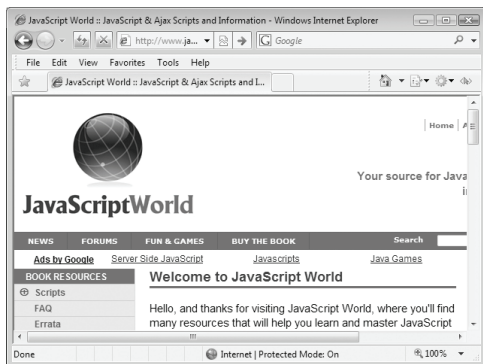 JavaScript World :: JavaScript & Ajax Scripts and Information - Windows Internet Explorer
http://www.ja...
Google
File Edit View Favorites Tools Help
JavaScript World :: JavaScript & Ajax Scripts and I...
Home
Your source for Java
JavaScriptWorld
NEWS FORUMS FUN & GAMES BUY THE BOOK Search
Ads by Google Server Side JavaScript Javascripts Java Games
BOOK RESOURCES
Welcome to JavaScript World
Scripts
FAQ
Errata
Hello, and thanks for visiting JavaScript World, where you'll find
many resources that will help you learn and master JavaScript
Done Internet | Protected Mode: On 100%